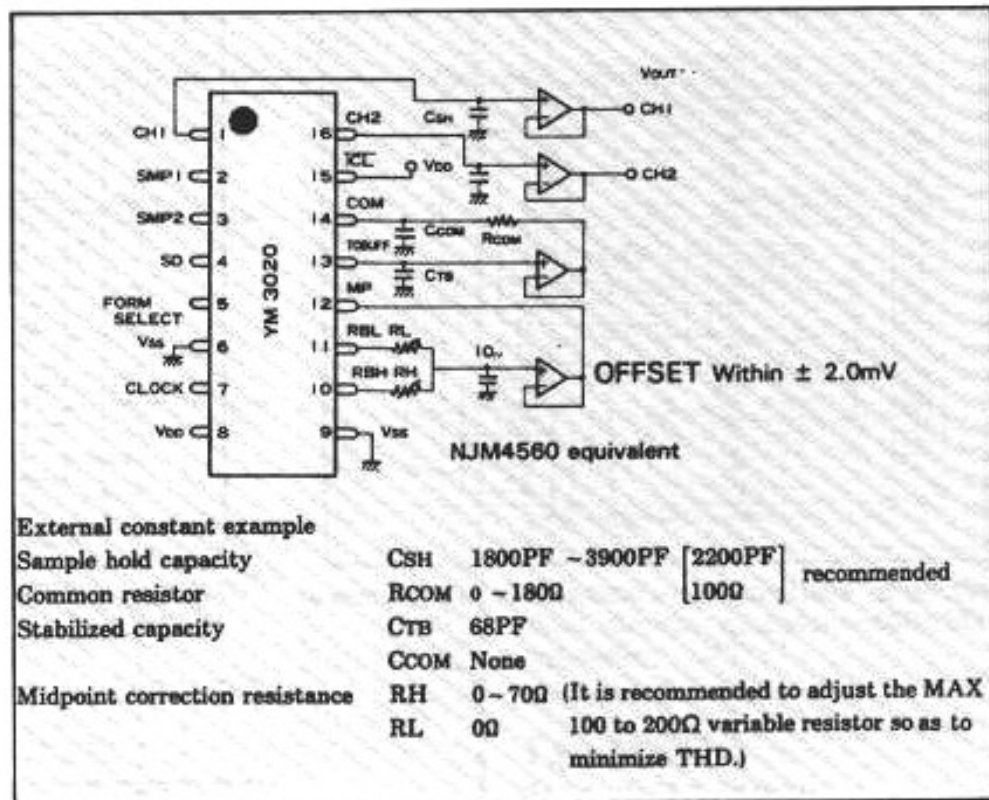 VOUT
CH1
CH2
CSH
CH1 1
SMP1 2
SMP2 3
SD 4
FORM SELECT 5
VSS 6
CLOCK 7
VDD 8
YM 3020
CH2 16
ICL 15
VDD
COM 14
CCOM
RCOM
TOBUFF 13
CTB
MP 12
RBL RL 11
RBH RH 10
9 VSS
OFFSET Within ± 2.0mV
NJM4560 equivalent
External constant example
Sample hold capacity CSH 1800PF ~3900PF [2200PF] recommended
Common resistor RCOM 0 ~180Ω [100Ω]
Stabilized capacity CTB 68PF
CCOM None
Midpoint correction resistance RH 0~70Ω (It is recommended to adjust the MAX
RL 0Ω 100 to 200Ω variable resistor so as to
minimize THD.)